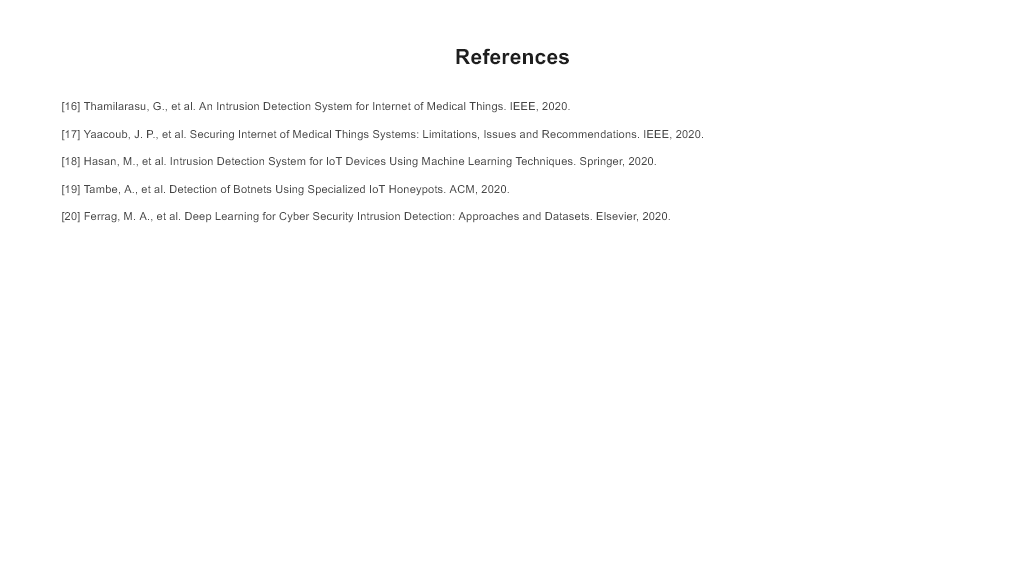 References
[16] Thamilarasu, G., et al. An Intrusion Detection System for Internet of Medical Things. IEEE, 2020.
[17] Yaacoub, J. P., et al. Securing Internet of Medical Things Systems: Limitations, Issues and Recommendations. IEEE, 2020.
[18] Hasan, M., et al. Intrusion Detection System for IoT Devices Using Machine Learning Techniques. Springer, 2020.
[19] Tambe, A., et al. Detection of Botnets Using Specialized IoT Honeypots. ACM, 2020.
[20] Ferrag, M. A., et al. Deep Learning for Cyber Security Intrusion Detection: Approaches and Datasets. Elsevier, 2020.